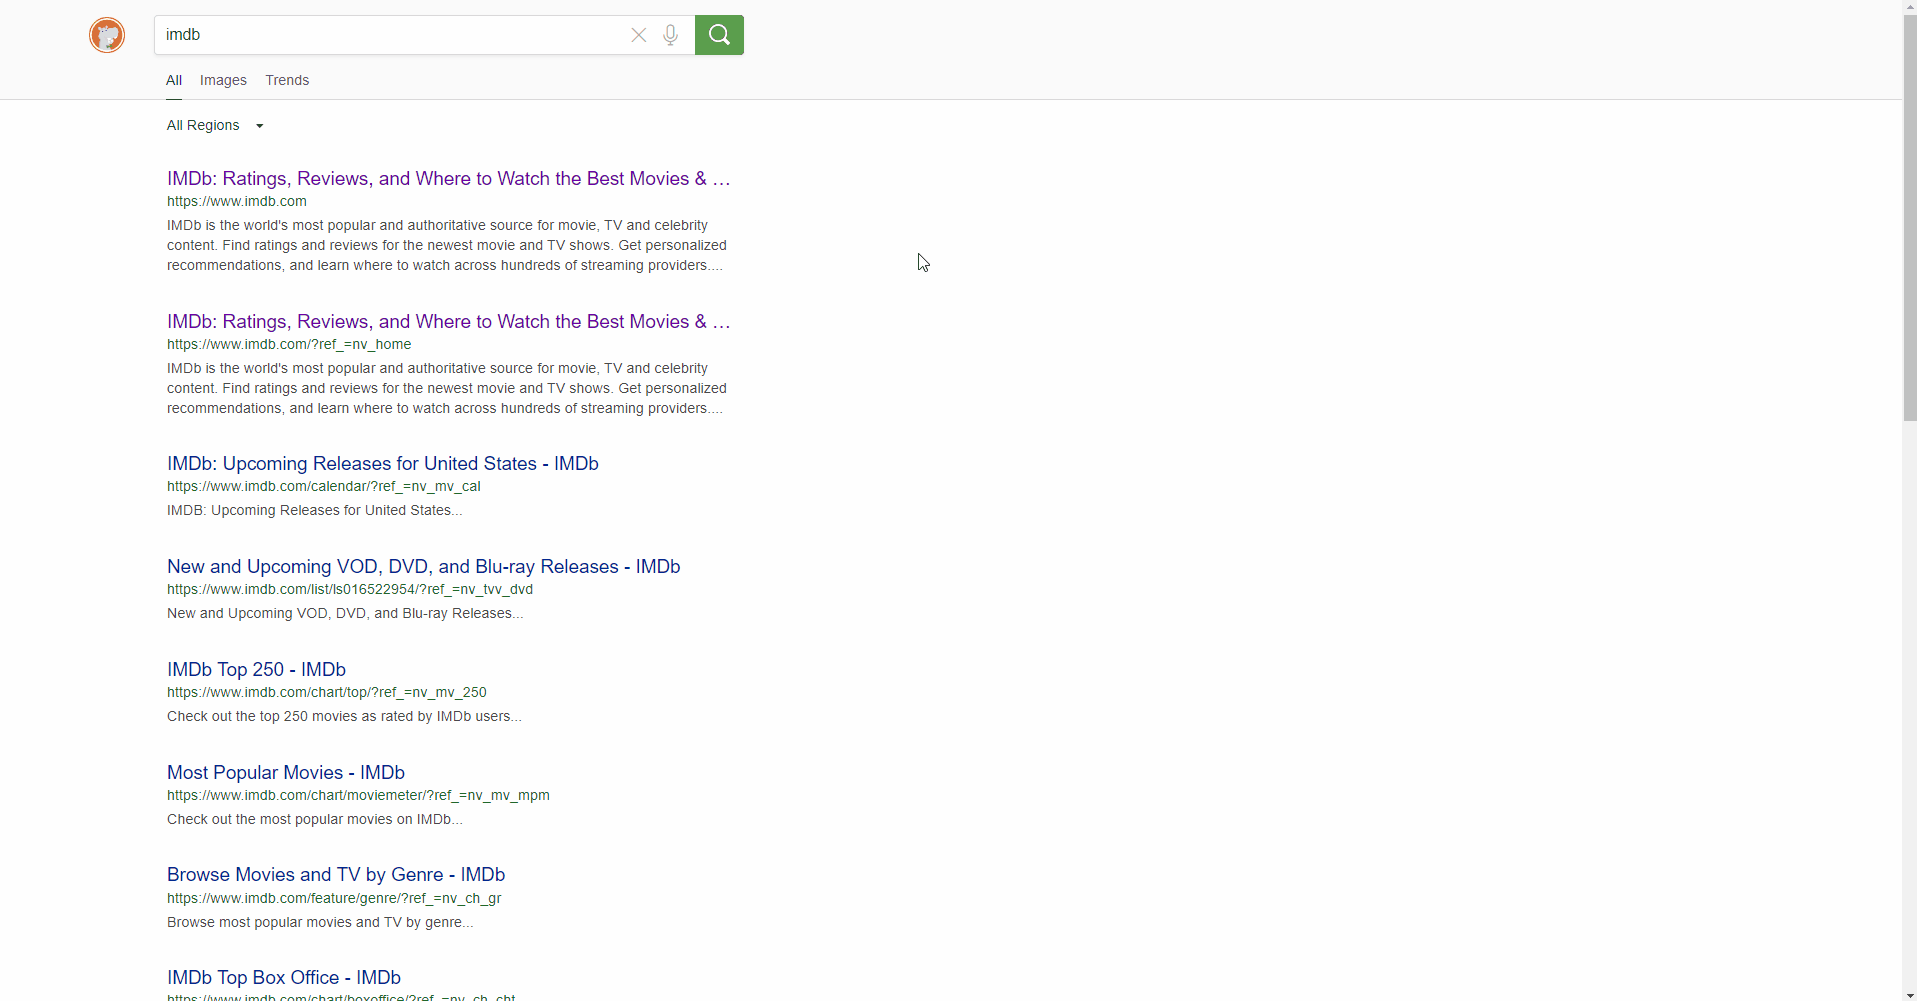 imdb
All Images Trends
All Regions
IMDb: Ratings, Reviews, and Where to Watch the Best Movies & ...
https://www.imdb.com
IMDb is the world's most popular and authoritative source for movie, TV and celebrity
content. Find ratings and reviews for the newest movie and TV shows. Get personalized
recommendations, and learn where to watch across hundreds of streaming providers....
IMDb: Ratings, Reviews, and Where to Watch the Best Movies & ...
https://www.imdb.com/?ref_=nv_home
IMDb is the world's most popular and authoritative source for movie, TV and celebrity
content. Find ratings and reviews for the newest movie and TV shows. Get personalized
recommendations, and learn where to watch across hundreds of streaming providers....
IMDb: Upcoming Releases for United States - IMDb
https://www.imdb.com/calendar/?ref_=nv_mv_cal
IMDB: Upcoming Releases for United States...
New and Upcoming VOD, DVD, and Blu-ray Releases - IMDb
https://www.imdb.com/list/ls016522954/?ref_=nv_tvv_dvd
New and Upcoming VOD, DVD, and Blu-ray Releases...
IMDb Top 250 - IMDb
https://www.imdb.com/chart/top/?ref_=nv_mv_250
Check out the top 250 movies as rated by IMDb users...
Most Popular Movies - IMDb
https://www.imdb.com/chart/moviemeter/?ref_=nv_mv_mpm
Check out the most popular movies on IMDb...
Browse Movies and TV by Genre - IMDb
https://www.imdb.com/feature/genre/?ref_=nv_ch_gr
Browse most popular movies and TV by genre...
IMDb Top Box Office - IMDb
https://www.imdb.com/chart/boxoffice/?ref_=nv_ch_cht